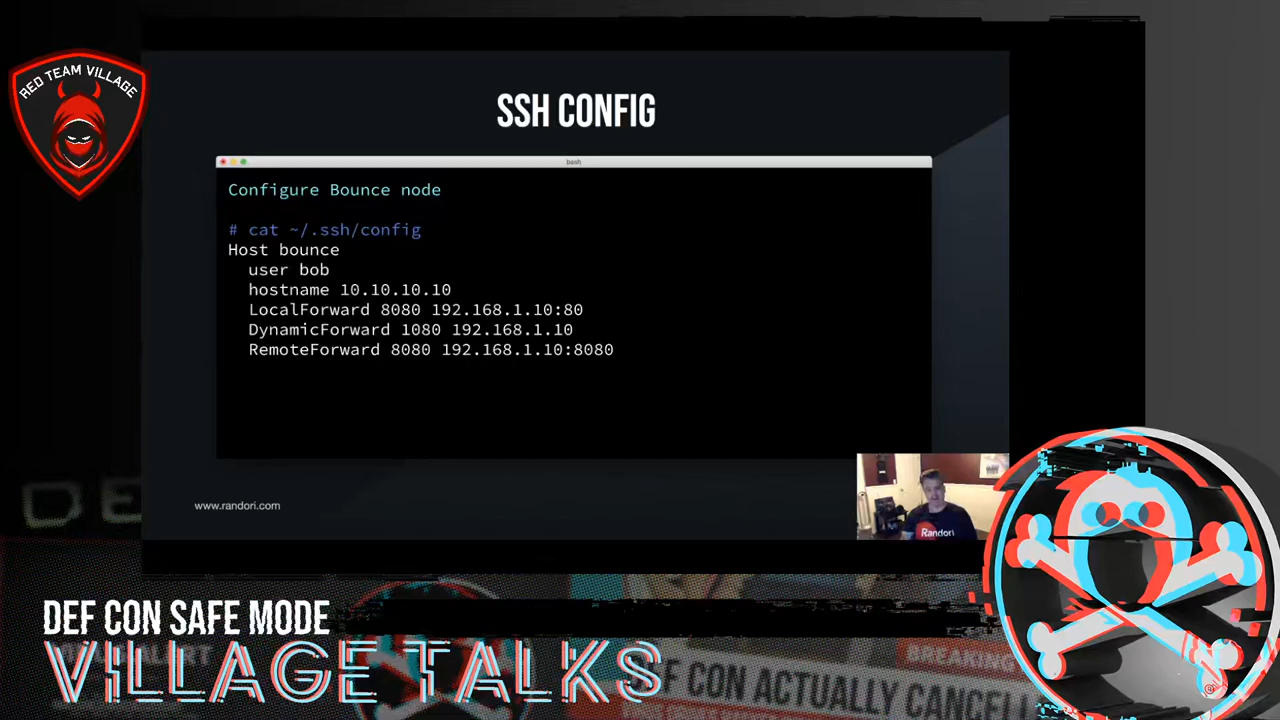 RED TEAM VILLAGE
SSH CONFIG
bash
Configure Bounce node
# cat ~/.ssh/config
Host bounce
user bob
hostname 10.10.10.10
LocalForward 8080 192.168.1.10:80
DynamicForward 1080 192.168.1.10
RemoteForward 8080 192.168.1.10:8080
www.randori.com
Randori
DEF CON SAFE MODE
VILLAGE TALKS
BREAKING
DEF CON ACTUALLY CANCELL